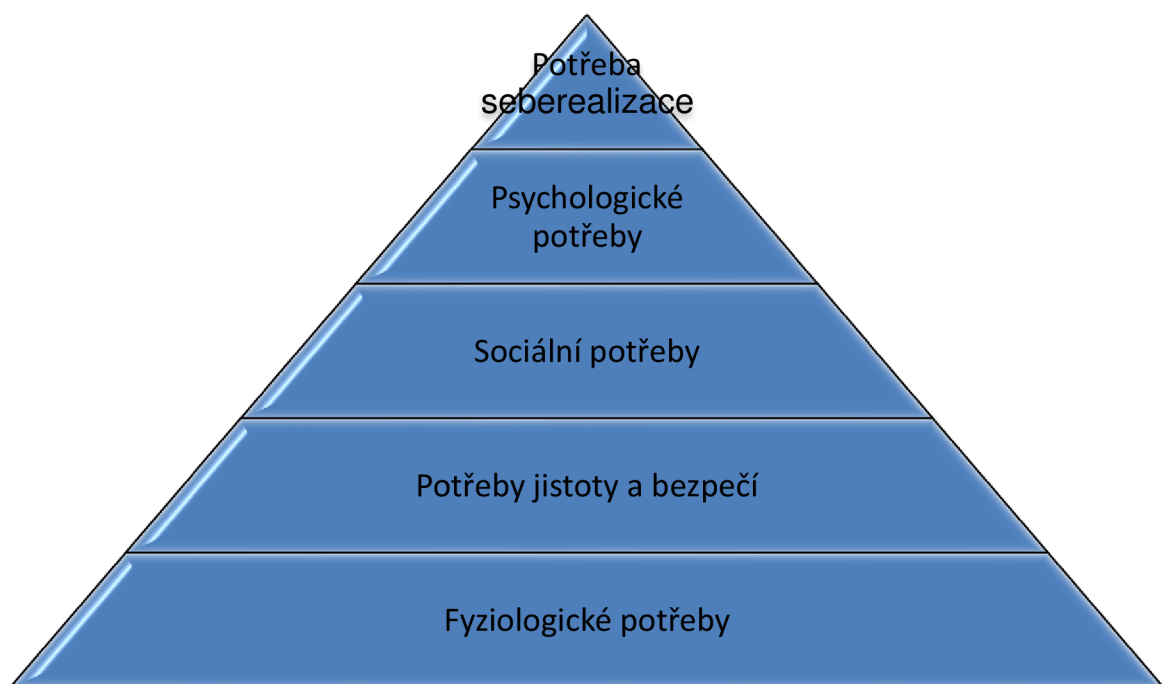 Potřeba
seberealizace
Psychologické
potřeby
Sociální potřeby
Potřeby jistoty a bezpečí
Fyziologické potřeby